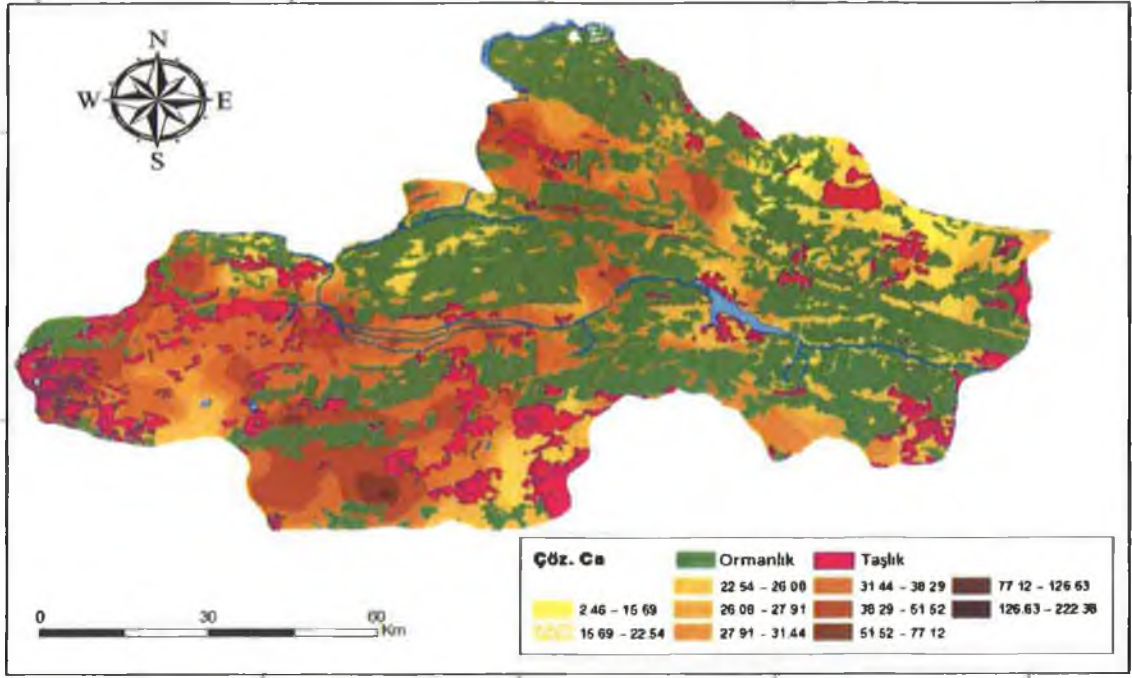 N
W E
S
Çöz. Ca
Ormanlık
Taşlık
2 46 - 15 69
15 69 - 22 54
22 54 - 26 08
26 08 - 27 91
27 91 - 31.44
31 44 - 38 29
38 29 - 51 52
51 52 - 77 12
77 12 - 126 63
126.63 - 222 38
0 30 60
Km